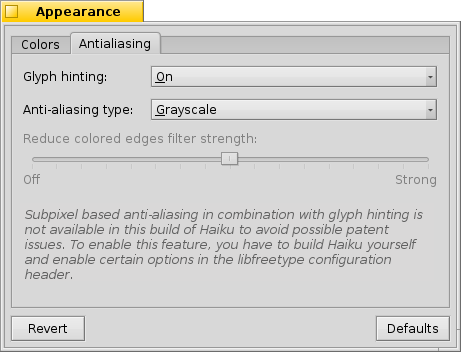 Appearance
Colors Antialiasing
Glyph hinting: On
Anti-aliasing type: Grayscale
Reduce colored edges filter strength:
Off Strong
Subpixel based anti-aliasing in combination with glyph hinting is
not available in this build of Haiku to avoid possible patent
issues. To enable this feature, you have to build Haiku yourself
and enable certain options in the libfreetype configuration
header.
Revert Defaults